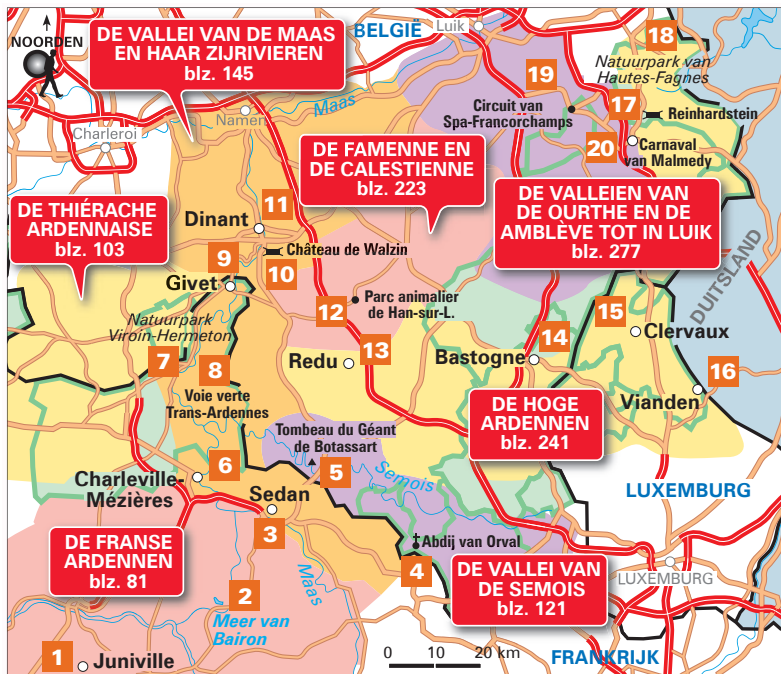 NOORDEN
DE VALLEI VAN DE MAAS
EN HAAR ZIJRIVIEREN
blz. 145
BELGIË
Luik
18
Natuurpark van
Hautes-Fagnes
19
17
Circuit van
Spa-Francorchamps
Reinhardstein
Maas
Namen
Charleroi
20
Carnaval
van Malmedy
DE FAMENNE EN
DE CALESTIENNE
blz. 223
DE VALLEIEN VAN
DE OURTHE EN DE
AMBLÈVE TOT IN LUIK
blz. 277
DE THIÉRACHE
ARDENNAISE
blz. 103
11
Dinant
Château de Walzin
9
10
Givet
DUITSLAND
12
Parc animalier
de Han-sur-L.
Natuurpark
Viroin-Hermeton
15
Clervaux
7
8
Redu
13
14
Bastogne
16
Vianden
Voie verte
Trans-Ardennes
DE HOGE
ARDENNEN
blz. 241
Tombeau du Géant
de Botassart
6
5
Semois
Charleville-
Mézières
Sedan
LUXEMBURG
3
DE FRANSE
ARDENNEN
blz. 81
Abdij van Orval
4
DE VALLEI VAN
DE SEMOIS
blz. 121
LUXEMBURG
Maas
2
Meer van
Bairon
1
Juniville
0 10 20 km
FRANKRIJK